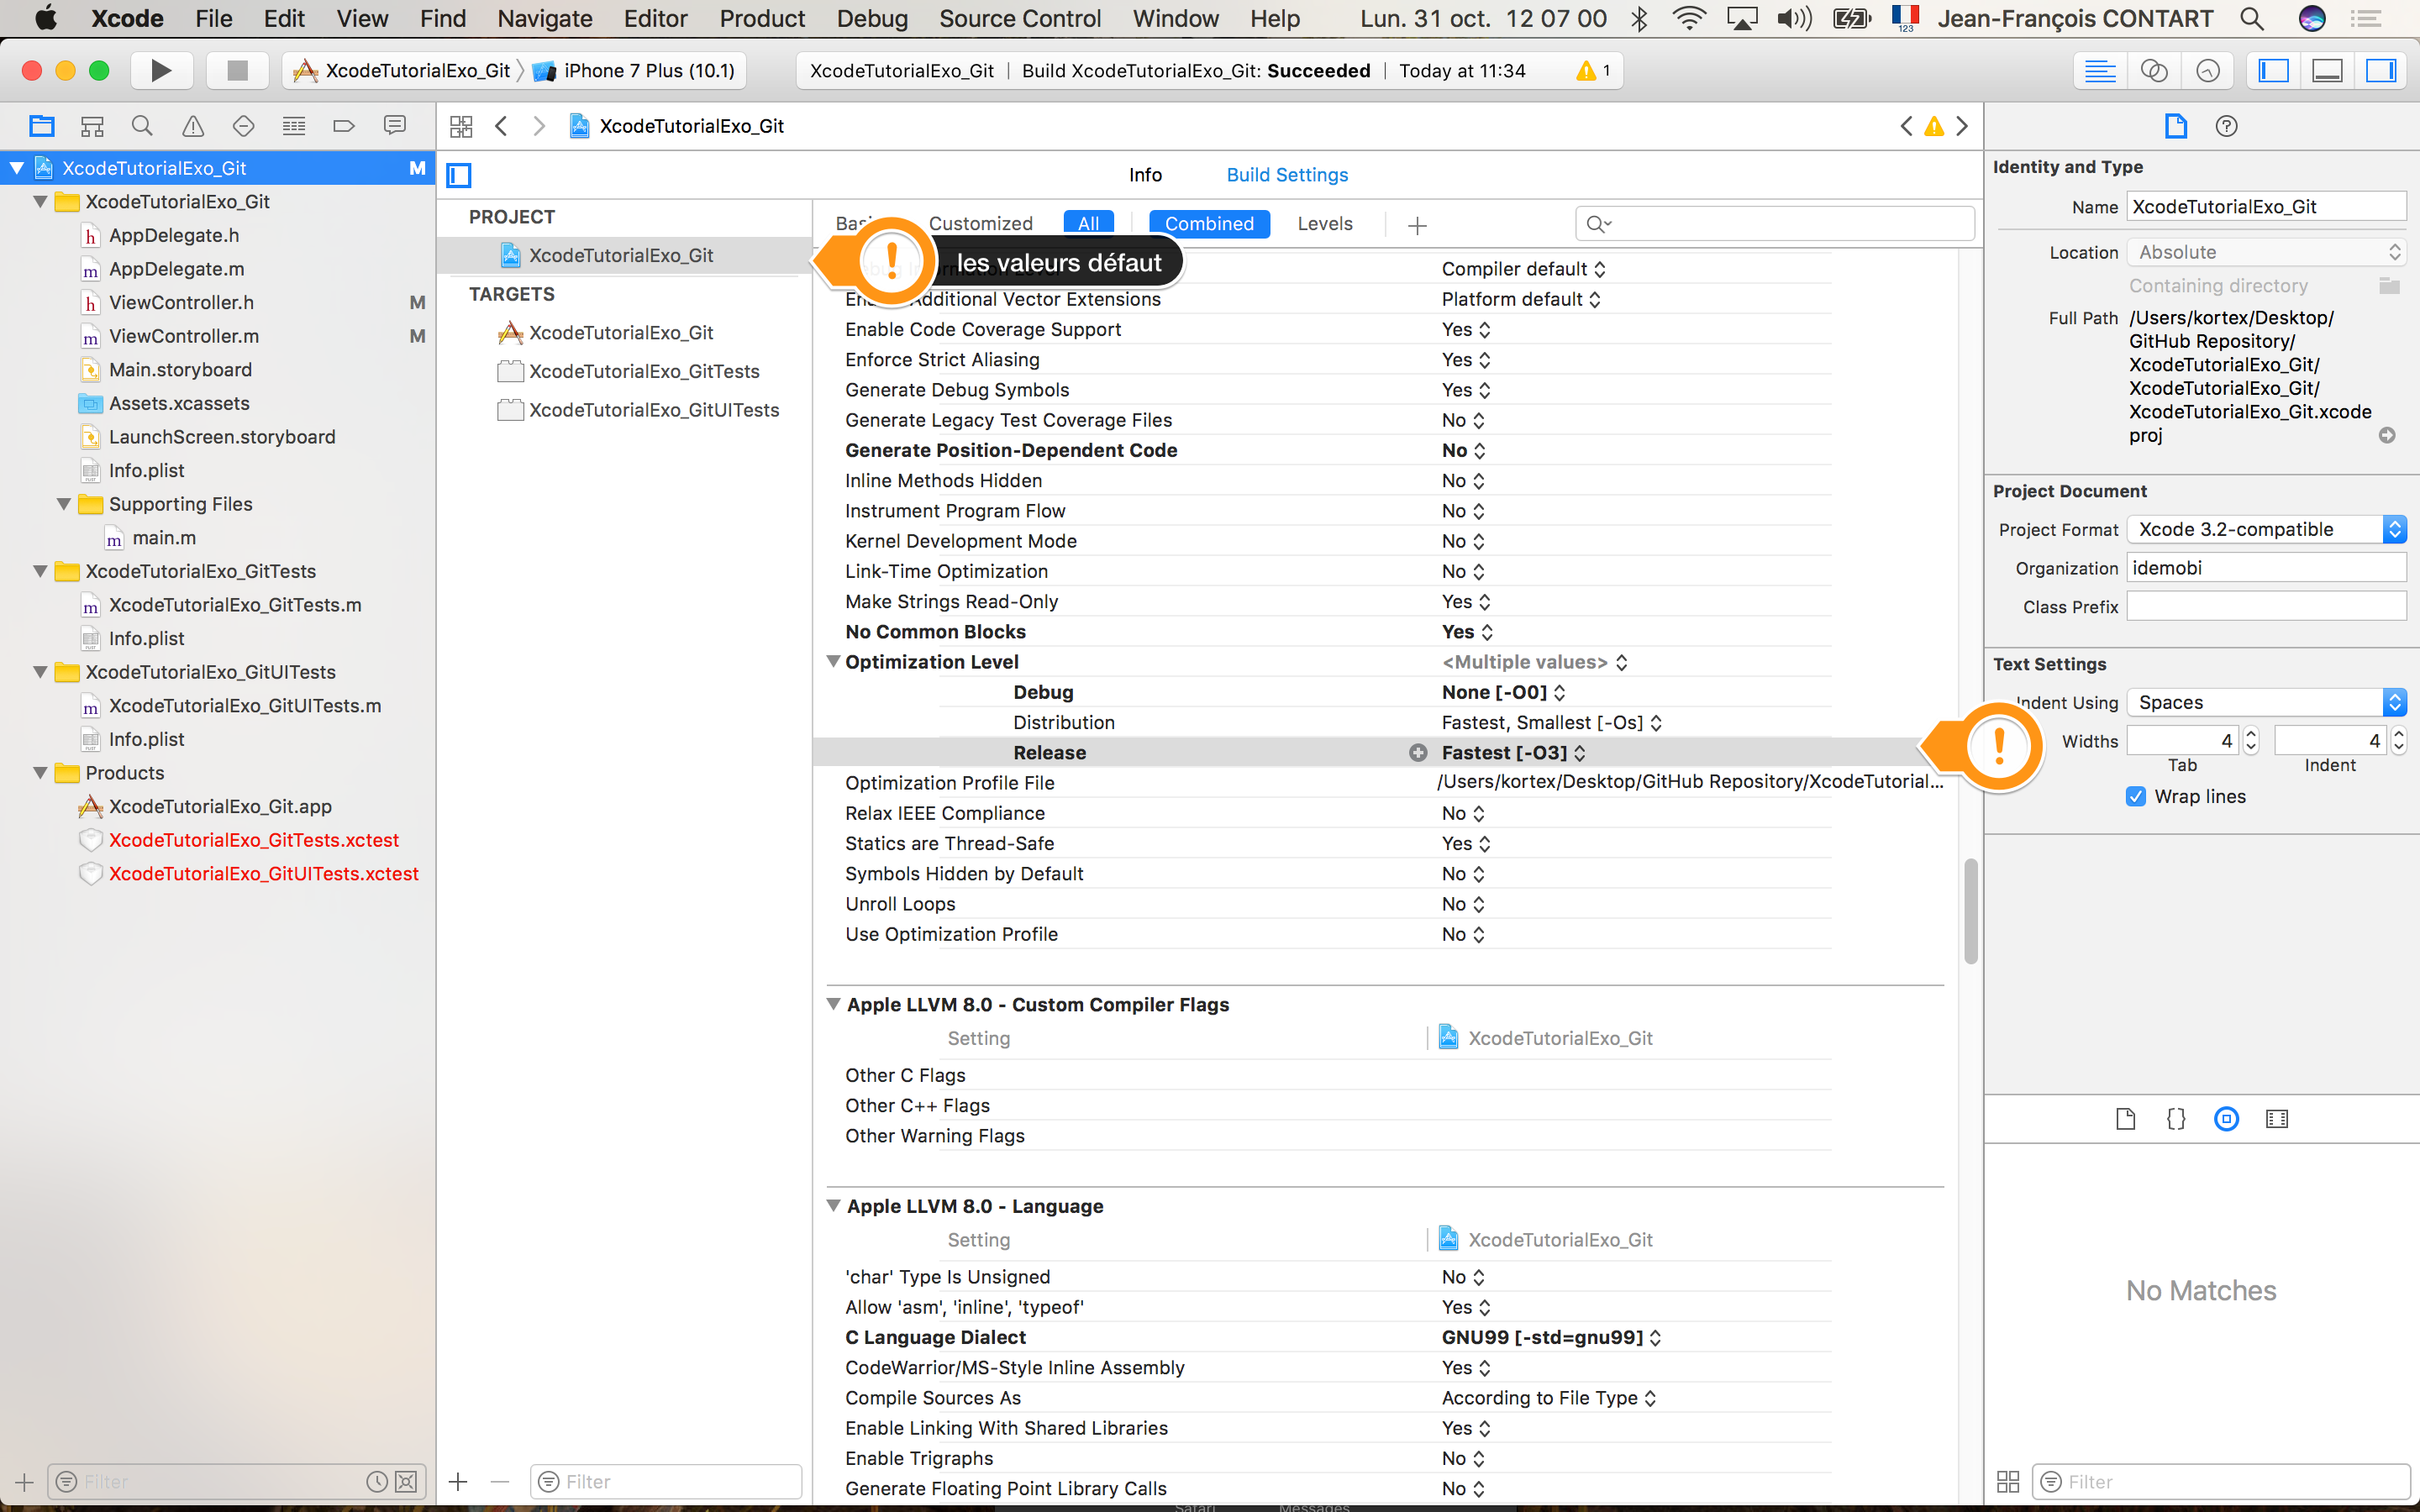 Xcode File Edit View Find Navigate Editor Product Debug Source Control Window Help Lun. 31 oct. 12 07 00 123 Jean-François CONTART
XcodeTutorialExo_Git iPhone 7 Plus (10.1) XcodeTutorialExo_Git | Build XcodeTutorialExo_Git: Succeeded | Today at 11:34 1
XcodeTutorialExo_Git
XcodeTutorialExo_Git M
XcodeTutorialExo_Git
h AppDelegate.h
m AppDelegate.m
h ViewController.h M
m ViewController.m M
Main.storyboard
Assets.xcassets
LaunchScreen.storyboard
Info.plist
Supporting Files
m main.m
XcodeTutorialExo_GitTests
m XcodeTutorialExo_GitTests.m
Info.plist
XcodeTutorialExo_GitUITests
m XcodeTutorialExo_GitUITests.m
Info.plist
Products
XcodeTutorialExo_Git.app
XcodeTutorialExo_GitTests.xctest
XcodeTutorialExo_GitUITests.xctest
Filter
Info Build Settings
PROJECT
XcodeTutorialExo_Git
TARGETS
XcodeTutorialExo_Git
XcodeTutorialExo_GitTests
XcodeTutorialExo_GitUITests
Filter
Customized All Combined Levels
! les valeurs défaut
Compiler default
Additional Vector Extensions Platform default
Enable Code Coverage Support Yes
Enforce Strict Aliasing Yes
Generate Debug Symbols Yes
Generate Legacy Test Coverage Files No
Generate Position-Dependent Code No
Inline Methods Hidden No
Instrument Program Flow No
Kernel Development Mode No
Link-Time Optimization No
Make Strings Read-Only Yes
No Common Blocks Yes
Optimization Level <Multiple values>
Debug None [-O0]
Distribution Fastest, Smallest [-Os]
Release Fastest [-O3]
!
Optimization Profile File /Users/kortex/Desktop/GitHub Repository/XcodeTutorial...
Relax IEEE Compliance No
Statics are Thread-Safe Yes
Symbols Hidden by Default No
Unroll Loops No
Use Optimization Profile No
Apple LLVM 8.0 - Custom Compiler Flags
Setting XcodeTutorialExo_Git
Other C Flags
Other C++ Flags
Other Warning Flags
Apple LLVM 8.0 - Language
Setting XcodeTutorialExo_Git
'char' Type Is Unsigned No
Allow 'asm', 'inline', 'typeof' Yes
C Language Dialect GNU99 [-std=gnu99]
CodeWarrior/MS-Style Inline Assembly Yes
Compile Sources As According to File Type
Enable Linking With Shared Libraries Yes
Enable Trigraphs No
Generate Floating Point Library Calls No
Identity and Type
Name XcodeTutorialExo_Git
Location Absolute
Containing directory
Full Path /Users/kortex/Desktop/
GitHub Repository/
XcodeTutorialExo_Git/
XcodeTutorialExo_Git/
XcodeTutorialExo_Git.xcode
proj
Project Document
Project Format Xcode 3.2-compatible
Organization idemobi
Class Prefix
Text Settings
Indent Using Spaces
Widths 4 4
Tab Indent
Wrap lines
{}
No Matches
Filter
Safari Messages